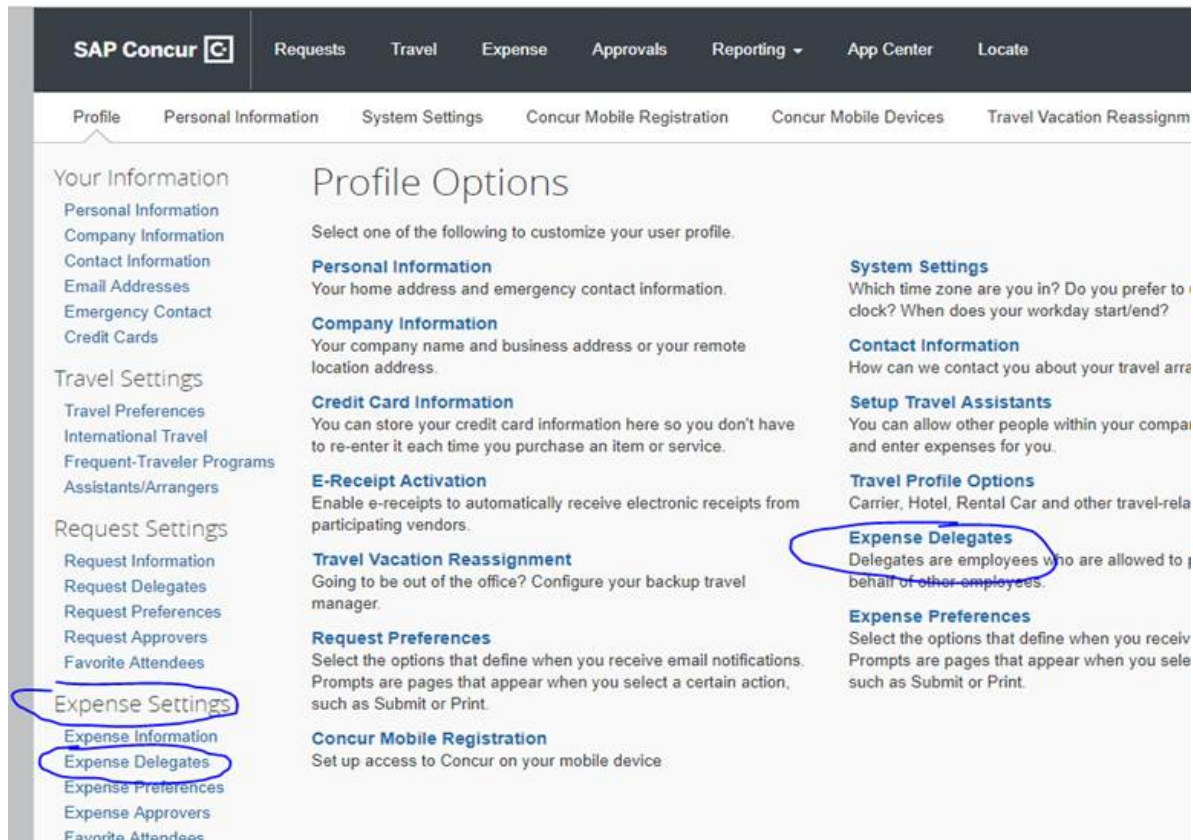 SAP Concur C Requests Travel Expense Approvals Reporting App Center Locate
Profile Personal Information System Settings Concur Mobile Registration Concur Mobile Devices Travel Vacation Reassignm
Your Information
Personal Information
Company Information
Contact Information
Email Addresses
Emergency Contact
Credit Cards
Travel Settings
Travel Preferences
International Travel
Frequent-Traveler Programs
Assistants/Arrangers
Request Settings
Request Information
Request Delegates
Request Preferences
Request Approvers
Favorite Attendees
Expense Settings
Expense Information
Expense Delegates
Expense Preferences
Expense Approvers
Favorite Attendees
Profile Options
Select one of the following to customize your user profile.
Personal Information
Your home address and emergency contact information.
Company Information
Your company name and business address or your remote
location address.
Credit Card Information
You can store your credit card information here so you don't have
to re-enter it each time you purchase an item or service.
E-Receipt Activation
Enable e-receipts to automatically receive electronic receipts from
participating vendors.
Travel Vacation Reassignment
Going to be out of the office? Configure your backup travel
manager.
Request Preferences
Select the options that define when you receive email notifications.
Prompts are pages that appear when you select a certain action,
such as Submit or Print.
Concur Mobile Registration
Set up access to Concur on your mobile device
System Settings
Which time zone are you in? Do you prefer to
clock? When does your workday start/end?
Contact Information
How can we contact you about your travel arra
Setup Travel Assistants
You can allow other people within your compa
and enter expenses for you.
Travel Profile Options
Carrier, Hotel, Rental Car and other travel-rela
Expense Delegates
Delegates are employees who are allowed to p
behalf of other employees.
Expense Preferences
Select the options that define when you receiv
Prompts are pages that appear when you sele
such as Submit or Print.